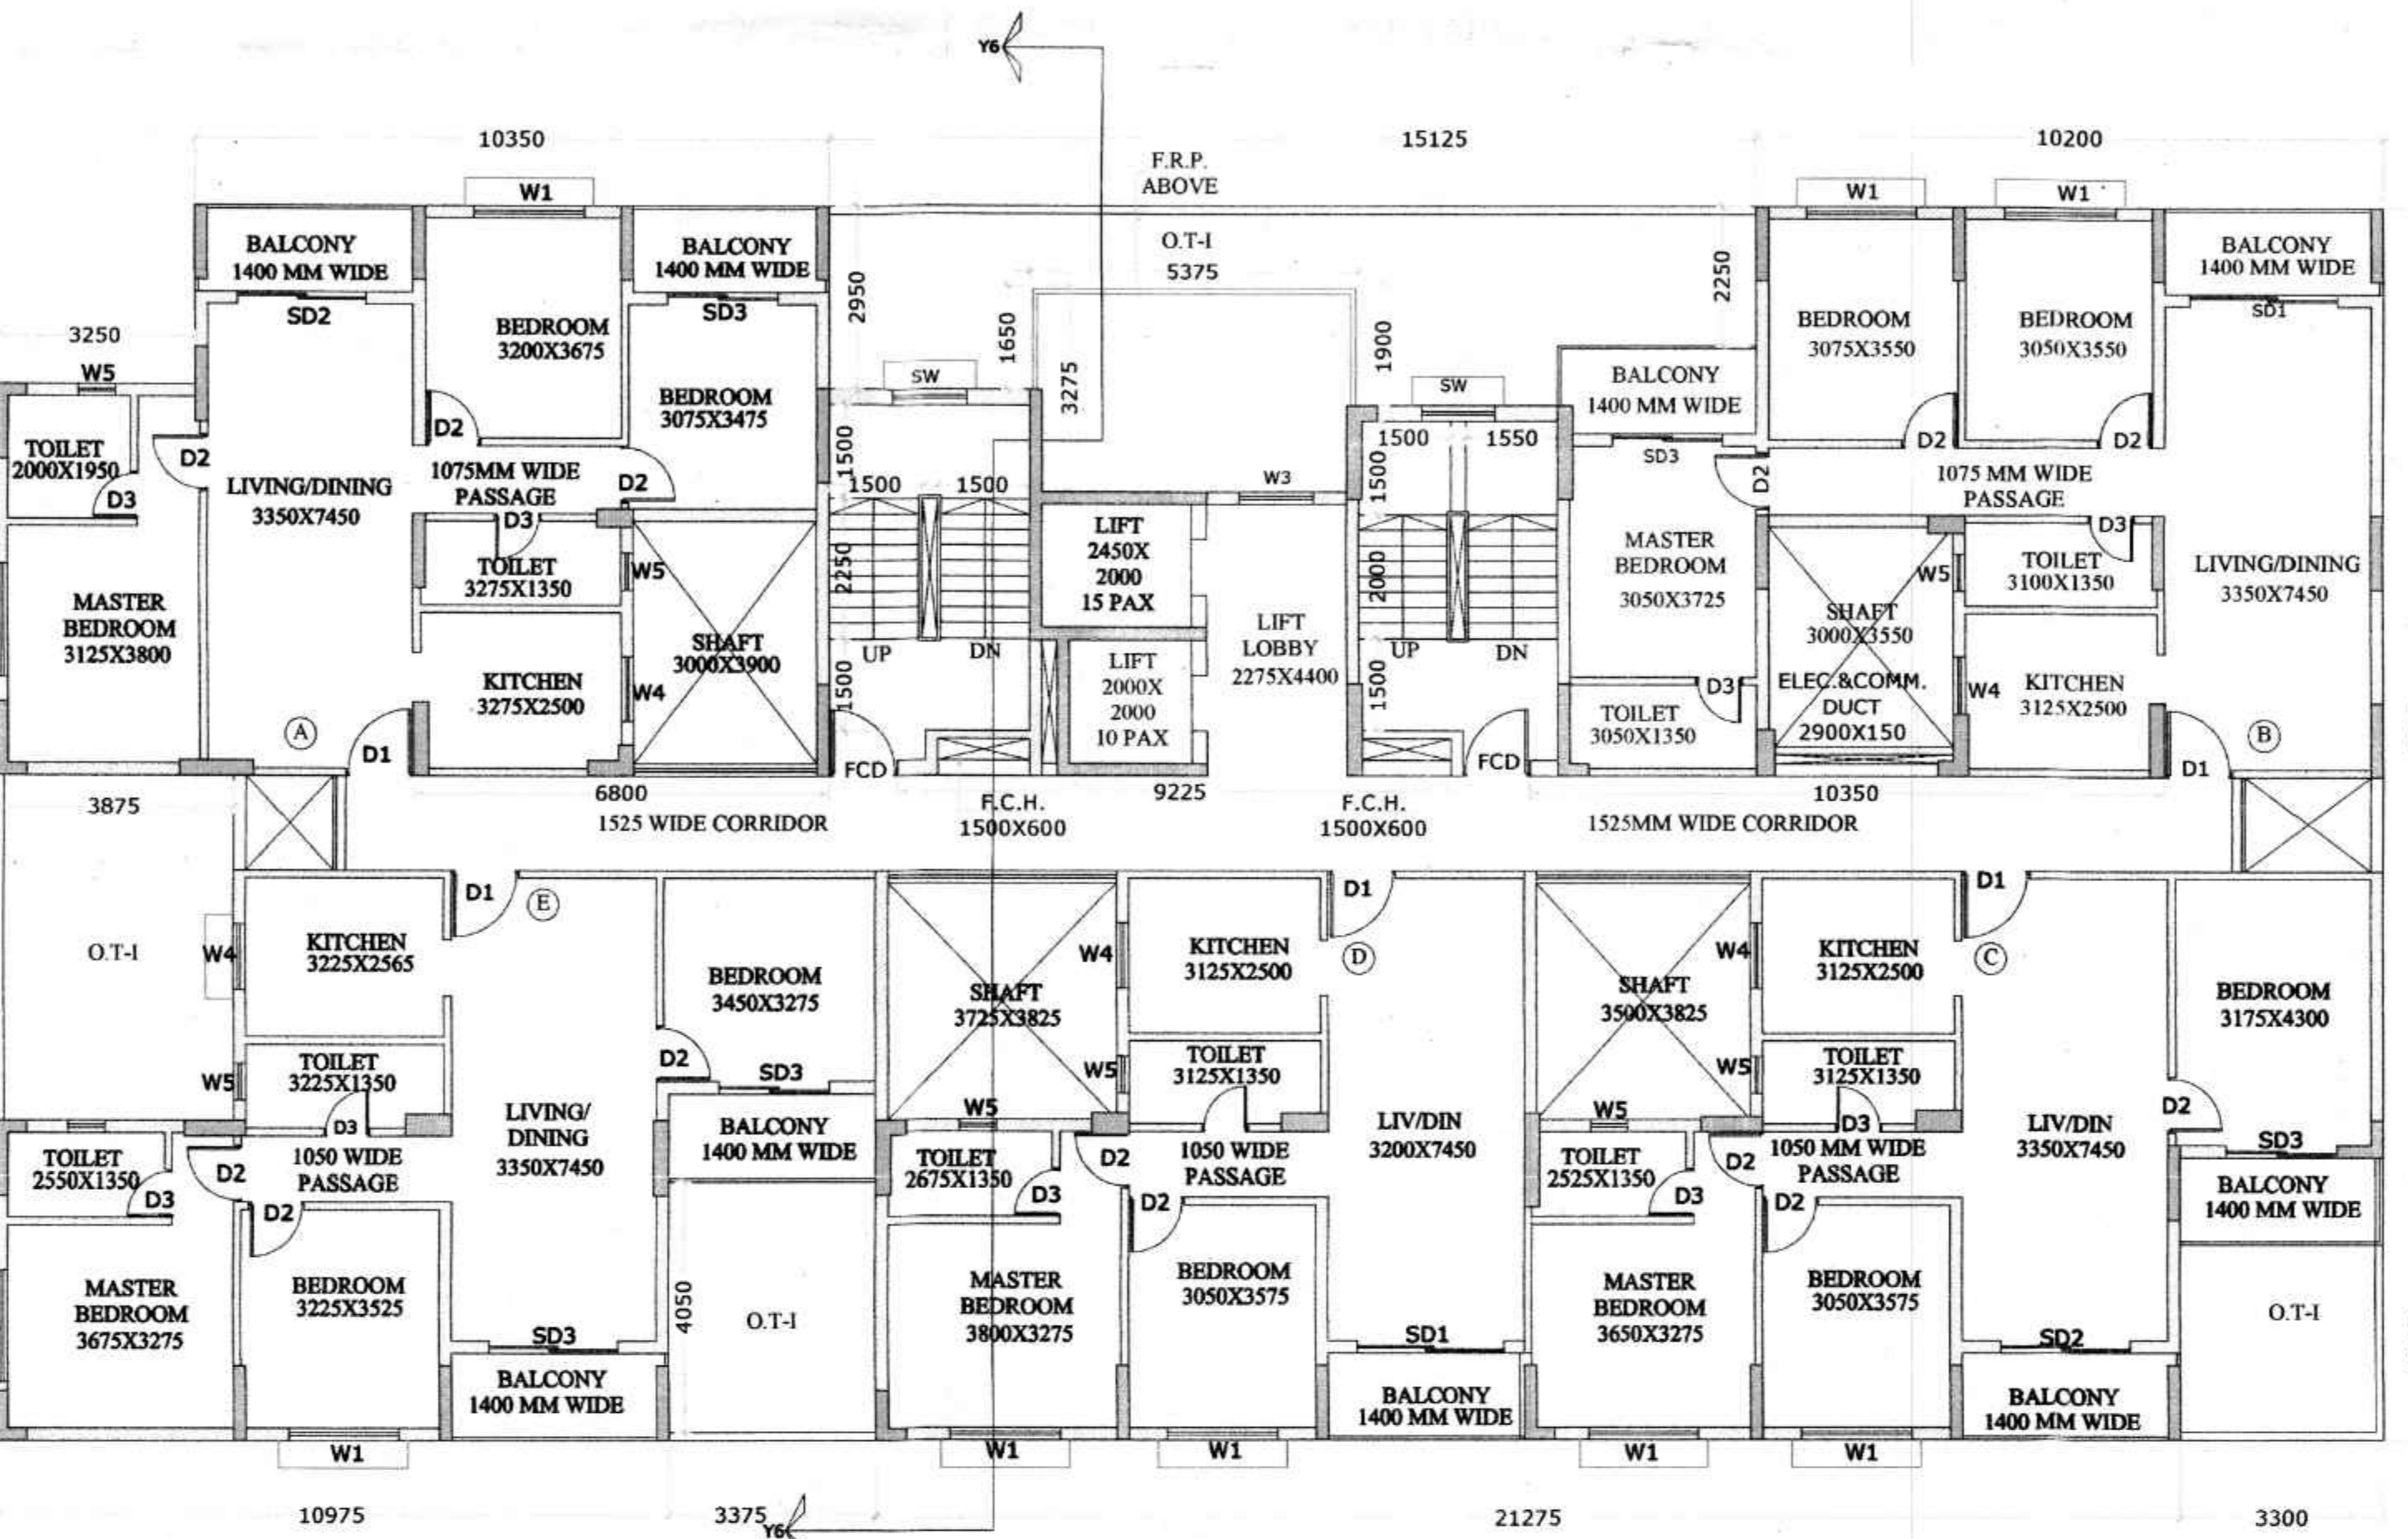 Y6
10350
15125
10200
F.R.P.
ABOVE
W1
W1
W1
BALCONY
1400 MM WIDE
BALCONY
1400 MM WIDE
O.T-I
5375
BALCONY
1400 MM WIDE
2950
2250
SD2
SD3
SD1
BEDROOM
3200X3675
BEDROOM
3075X3550
BEDROOM
3050X3550
3250
1650
1900
W5
SW
3275
SW
BALCONY
1400 MM WIDE
BEDROOM
3075X3475
TOILET
2000X1950
D2
D2
D3
D2
1500
1500
1550
1500
SD3
D2
D2
D2
LIVING/DINING
3350X7450
1075MM WIDE
PASSAGE
1500
1500
W3
1075 MM WIDE
PASSAGE
D3
D3
TOILET
3275X1350
W5
2250
LIFT
2450X
2000
15 PAX
2000
MASTER
BEDROOM
3050X3725
W5
TOILET
3100X1350
LIVING/DINING
3350X7450
MASTER
BEDROOM
3125X3800
SHAFT
3000X3900
LIFT
LOBBY
2275X4400
SHAFT
3000X3550
UP
DN
UP
DN
LIFT
2000X
2000
10 PAX
KITCHEN
3275X2500
W4
1500
1500
D3
TOILET
3050X1350
ELEC.&COMM.
DUCT
2900X150
W4
KITCHEN
3125X2500
A
D1
FCD
FCD
B
D1
3875
6800
9225
10350
1525 WIDE CORRIDOR
F.C.H.
1500X600
F.C.H.
1500X600
1525MM WIDE CORRIDOR
D1
E
D1
D1
O.T-I
W4
KITCHEN
3225X2565
BEDROOM
3450X3275
SHAFT
3725X3825
W4
KITCHEN
3125X2500
D
SHAFT
3500X3825
W4
KITCHEN
3125X2500
C
BEDROOM
3175X4300
W5
TOILET
3225X1350
D3
D2
SD3
W5
W5
TOILET
3125X1350
W5
W5
TOILET
3125X1350
D3
D2
SD3
LIVING/
DINING
3350X7450
BALCONY
1400 MM WIDE
LIV/DIN
3200X7450
LIV/DIN
3350X7450
TOILET
2550X1350
D3
D2
1050 WIDE
PASSAGE
D2
TOILET
2675X1350
D3
D2
1050 WIDE
PASSAGE
D2
TOILET
2525X1350
D3
D2
1050 MM WIDE
PASSAGE
D2
BALCONY
1400 MM WIDE
MASTER
BEDROOM
3675X3275
BEDROOM
3225X3525
4050
O.T-I
MASTER
BEDROOM
3800X3275
BEDROOM
3050X3575
MASTER
BEDROOM
3650X3275
BEDROOM
3050X3575
O.T-I
SD3
SD1
SD2
BALCONY
1400 MM WIDE
BALCONY
1400 MM WIDE
BALCONY
1400 MM WIDE
W1
W1
W1
W1
W1
10975
3375
Y6
21275
3300